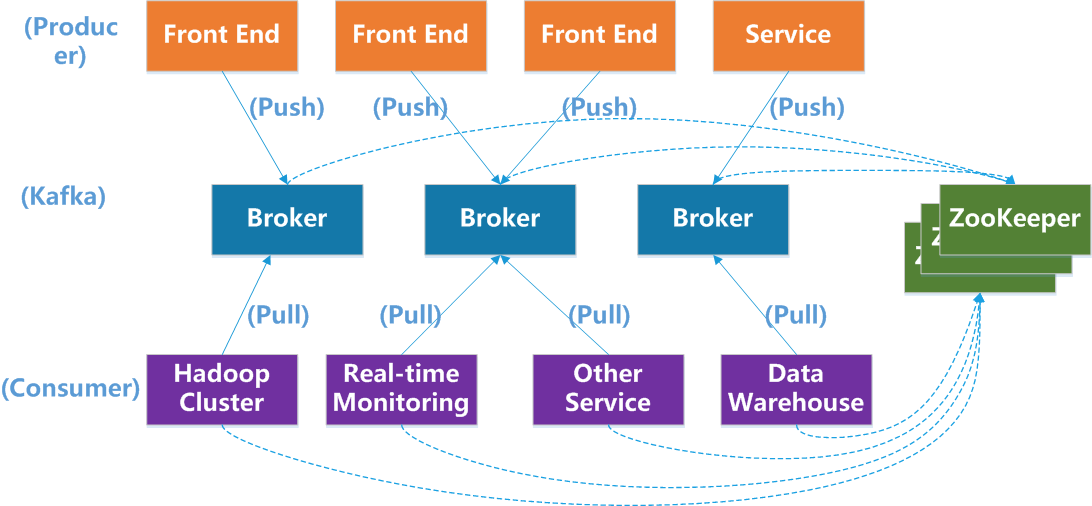 (Produc
er)
Front End
Front End
Front End
Service
(Push)
(Push)
(Push)
(Push)
(Kafka)
Broker
Broker
Broker
ZooKeeper
Z
Z
(Pull)
(Pull)
(Pull)
(Pull)
(Consumer)
Hadoop
Cluster
Real-time
Monitoring
Other
Service
Data
Warehouse